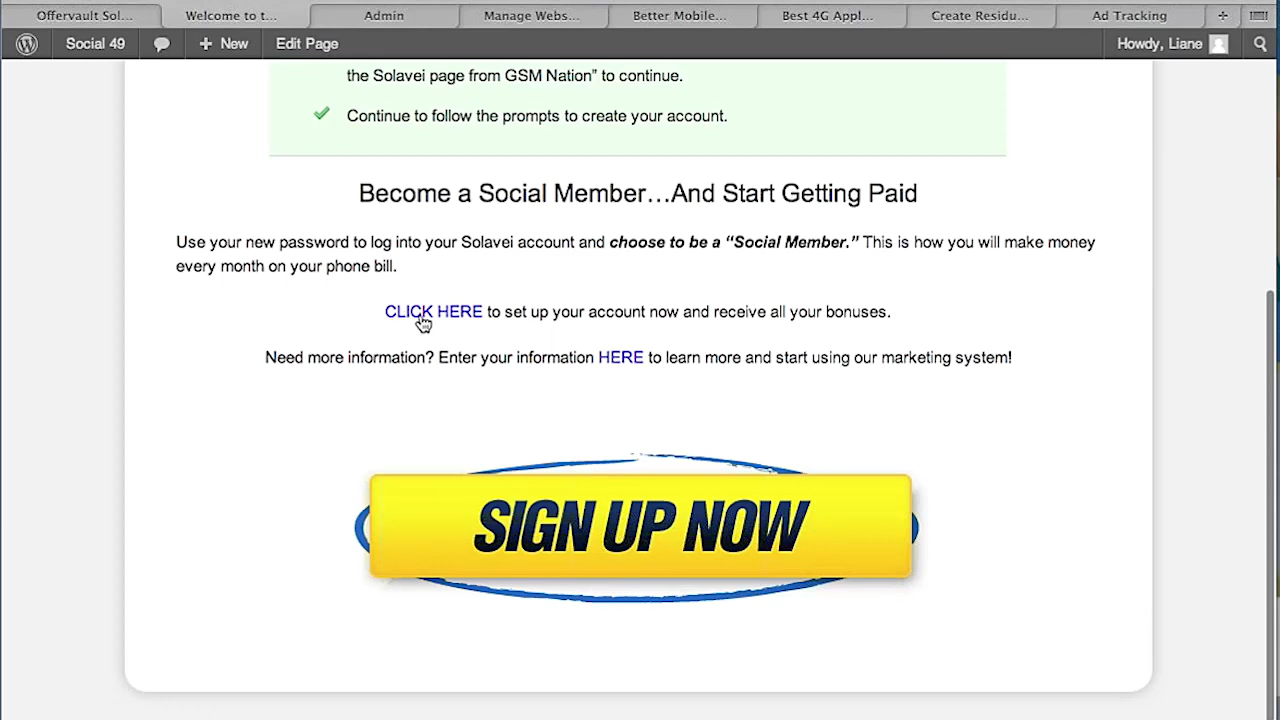 Offervault Sol... Welcome to t... Admin Manage Webs... Better Mobile... Best 4G Appl... Create Residu... Ad Tracking
Social 49 New Edit Page Howdy, Liane
the Solavei page from GSM Nation” to continue.
Continue to follow the prompts to create your account.
Become a Social Member…And Start Getting Paid
Use your new password to log into your Solavei account and choose to be a “Social Member.” This is how you will make money
every month on your phone bill.
CLICK HERE to set up your account now and receive all your bonuses.
Need more information? Enter your information HERE to learn more and start using our marketing system!
SIGN UP NOW